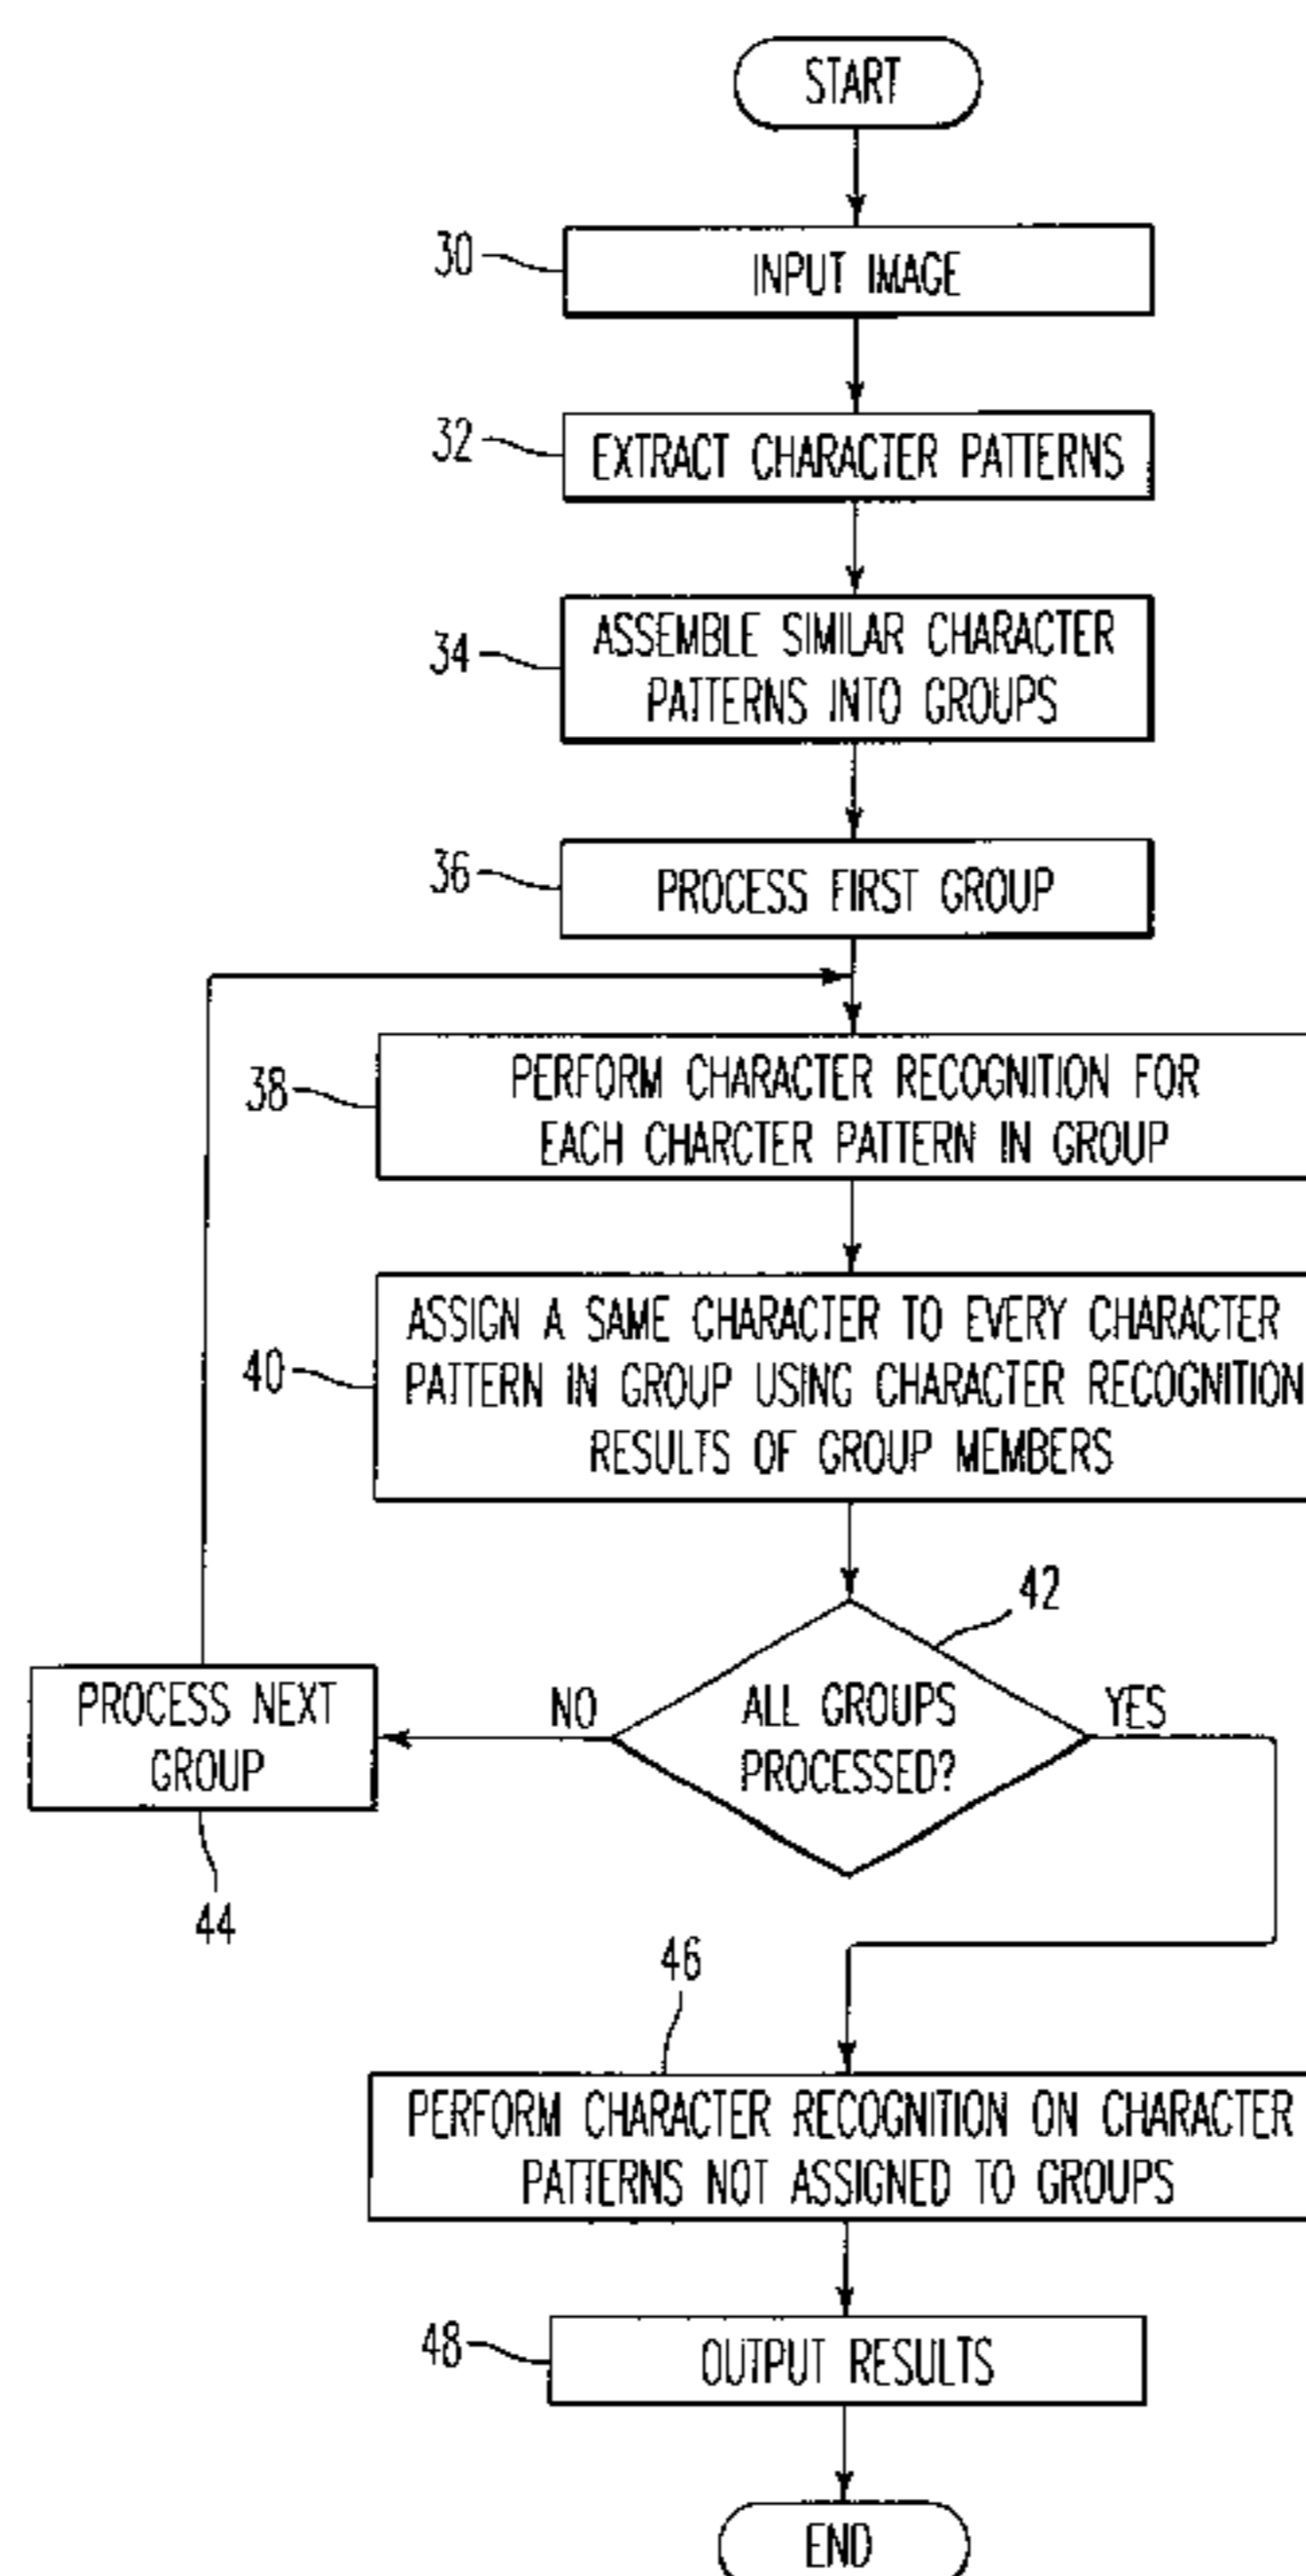 START
30
INPUT IMAGE
32
EXTRACT CHARACTER PATTERNS
34
ASSEMBLE SIMILAR CHARACTER
PATTERNS INTO GROUPS
36
PROCESS FIRST GROUP
38
PERFORM CHARACTER RECOGNITION FOR
EACH CHARCTER PATTERN IN GROUP
40
ASSIGN A SAME CHARACTER TO EVERY CHARACTER
PATTERN IN GROUP USING CHARACTER RECOGNITION
RESULTS OF GROUP MEMBERS
42
ALL GROUPS
PROCESSED?
NO
YES
PROCESS NEXT
GROUP
44
46
PERFORM CHARACTER RECOGNITION ON CHARACTER
PATTERNS NOT ASSIGNED TO GROUPS
48
OUTPUT RESULTS
END